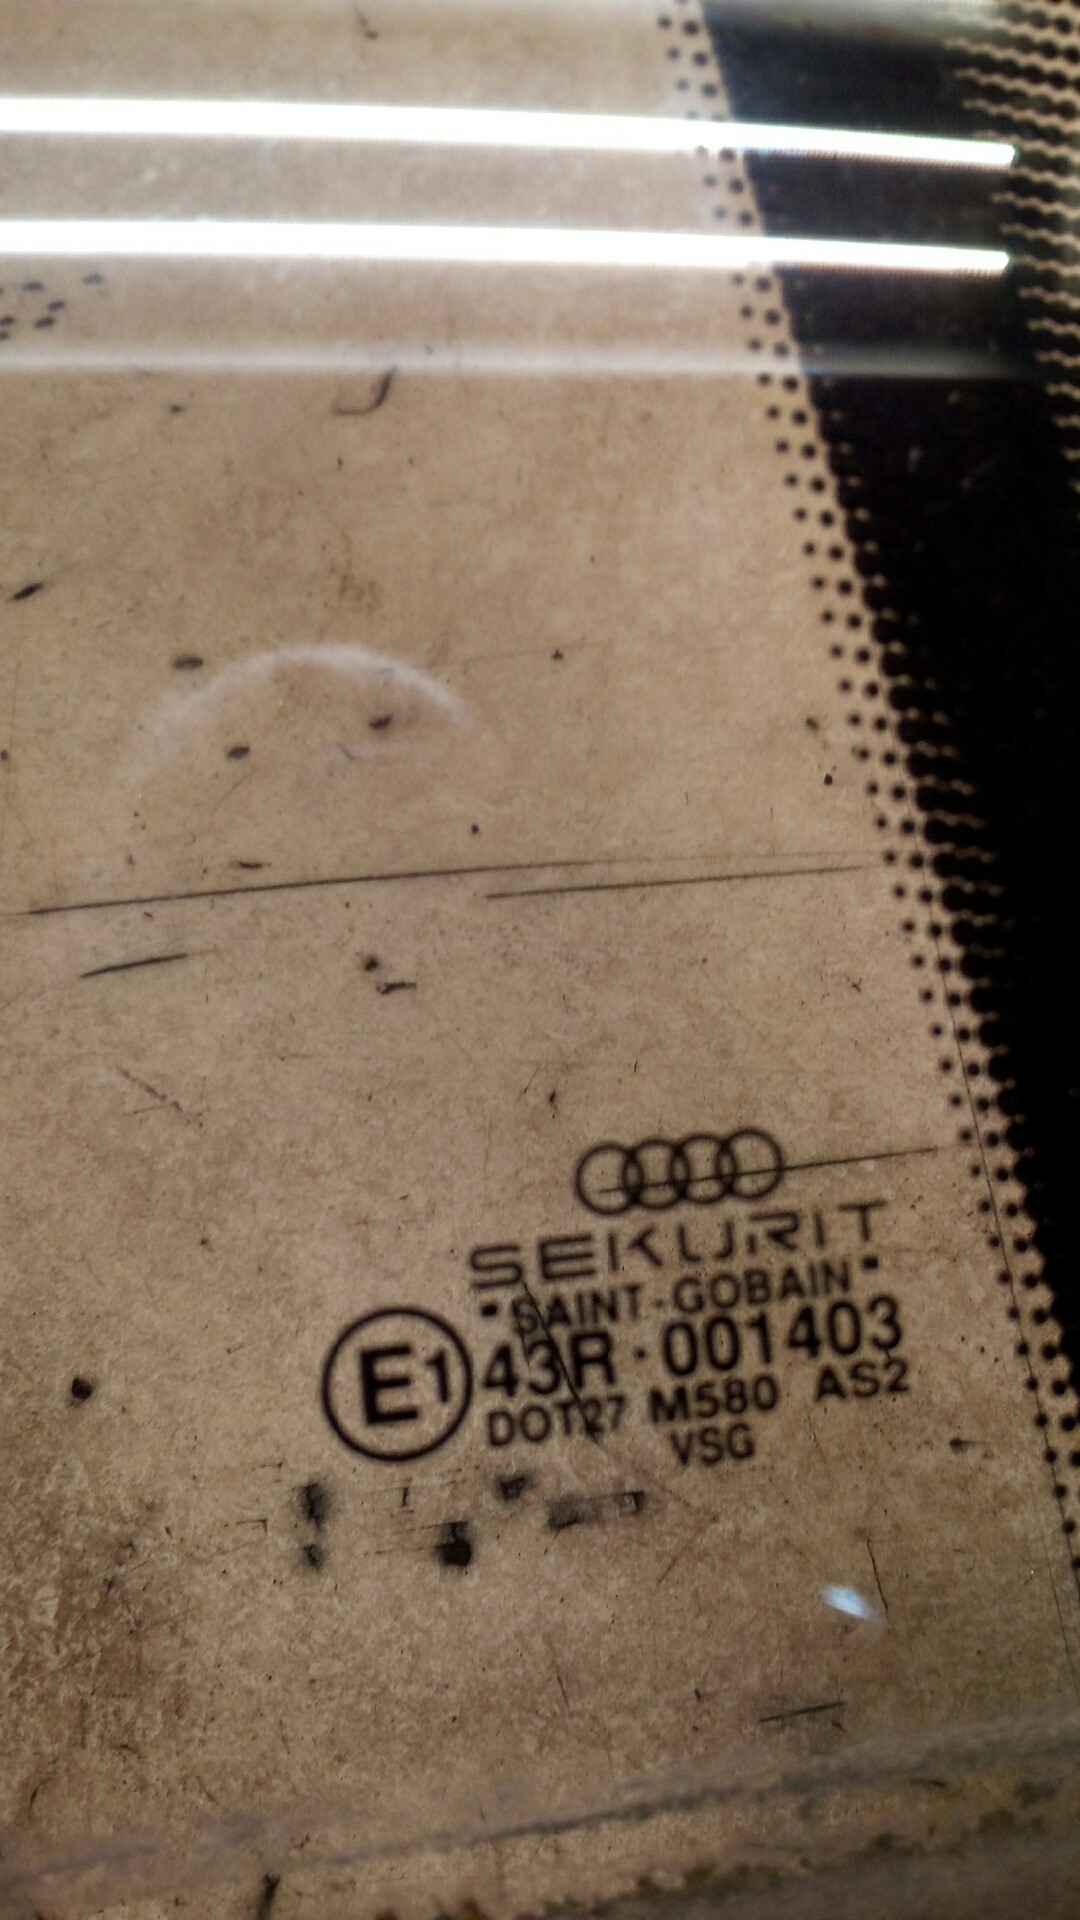 SEKURIT
SAINT-GOBAIN
E1 43R·001403
DOT27 M580 AS2
VSG